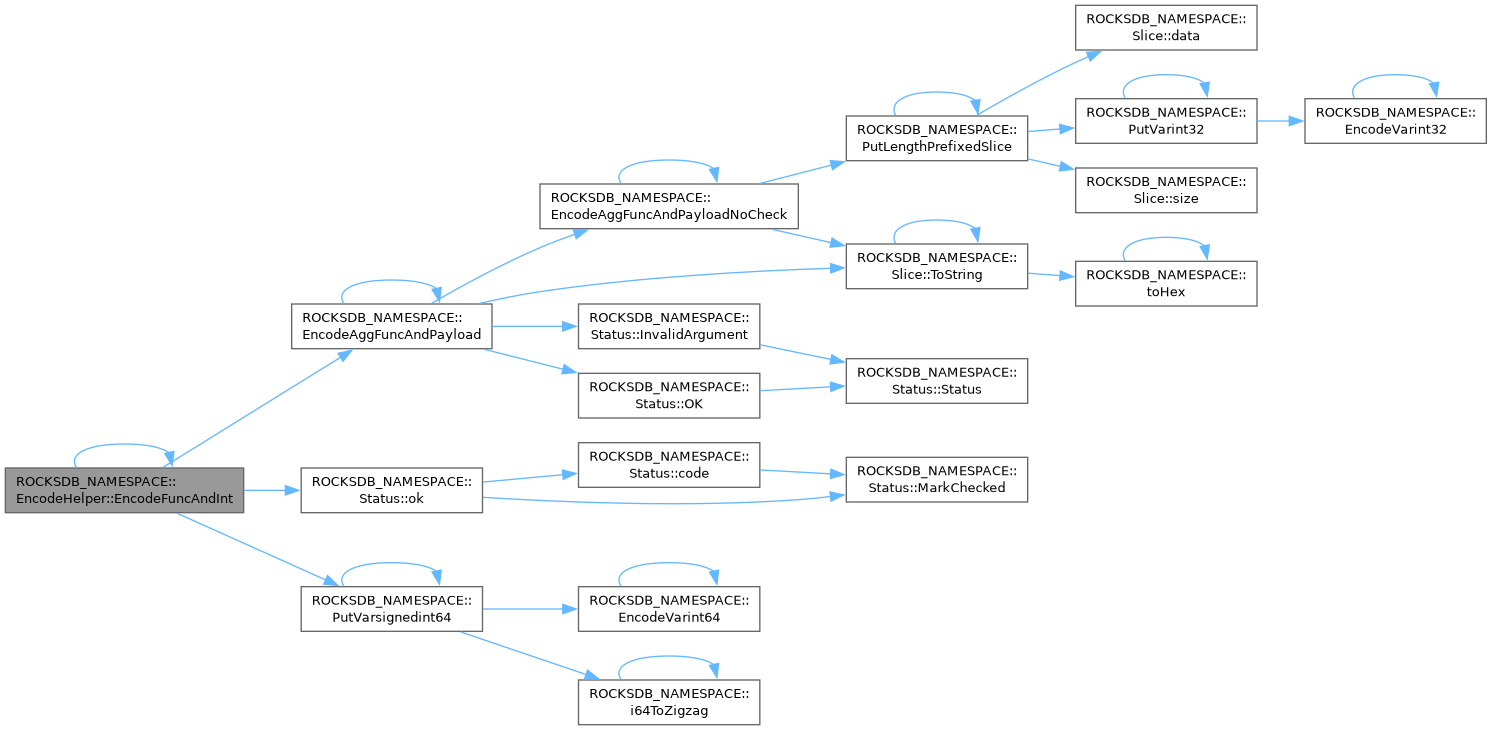 ROCKSDB_NAMESPACE::
EncodeHelper::EncodeFuncAndInt
ROCKSDB_NAMESPACE::
EncodeAggFuncAndPayload
ROCKSDB_NAMESPACE::
Status::ok
ROCKSDB_NAMESPACE::
PutVarsignedint64
ROCKSDB_NAMESPACE::
EncodeAggFuncAndPayloadNoCheck
ROCKSDB_NAMESPACE::
Status::InvalidArgument
ROCKSDB_NAMESPACE::
Status::OK
ROCKSDB_NAMESPACE::
Status::code
ROCKSDB_NAMESPACE::
EncodeVarint64
ROCKSDB_NAMESPACE::
i64ToZigzag
ROCKSDB_NAMESPACE::
PutLengthPrefixedSlice
ROCKSDB_NAMESPACE::
Slice::ToString
ROCKSDB_NAMESPACE::
Status::Status
ROCKSDB_NAMESPACE::
Status::MarkChecked
ROCKSDB_NAMESPACE::
Slice::data
ROCKSDB_NAMESPACE::
PutVarint32
ROCKSDB_NAMESPACE::
Slice::size
ROCKSDB_NAMESPACE::
toHex
ROCKSDB_NAMESPACE::
EncodeVarint32